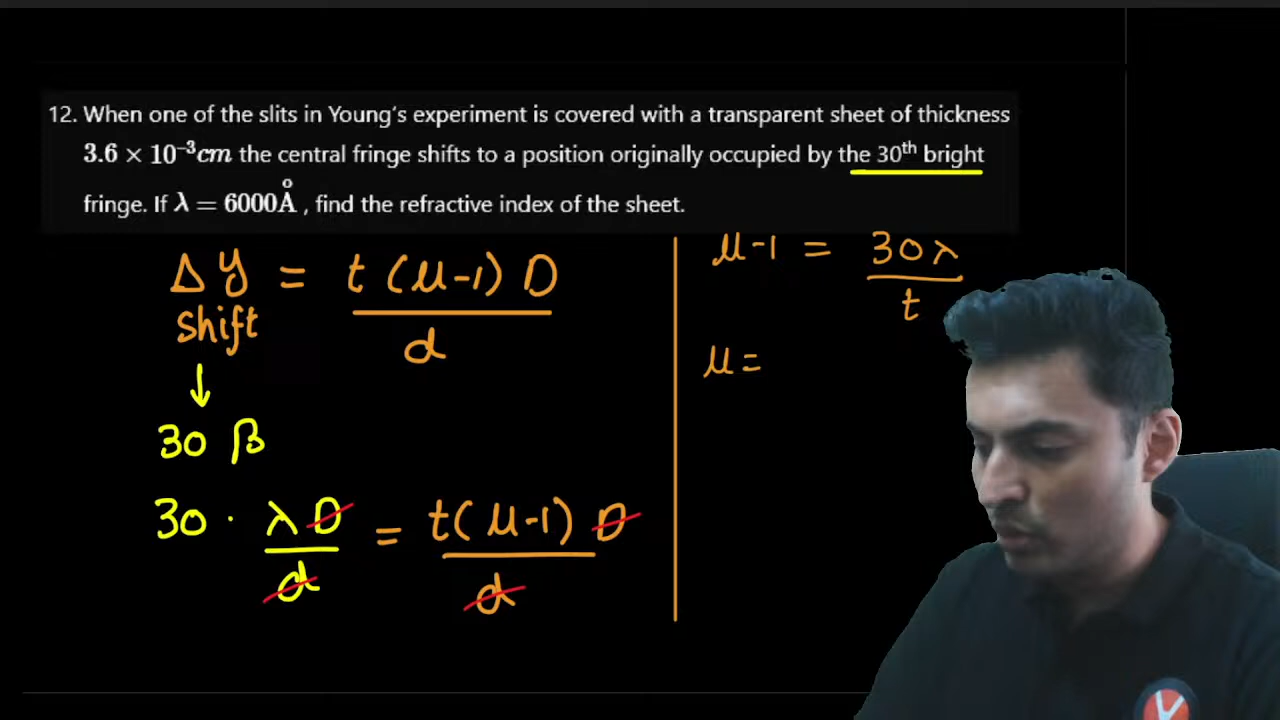 12. When one of the slits in Young's experiment is covered with a transparent sheet of thickness
3.6 × 10⁻³cm the central fringe shifts to a position originally occupied by the 30ᵗʰ bright
fringe. If λ = 6000Å , find the refractive index of the sheet.
Δy = t (μ-1) D / d
shift
↓
30 β
30 · λD / d = t(μ-1) D / d
μ-1 = 30λ / t
μ =